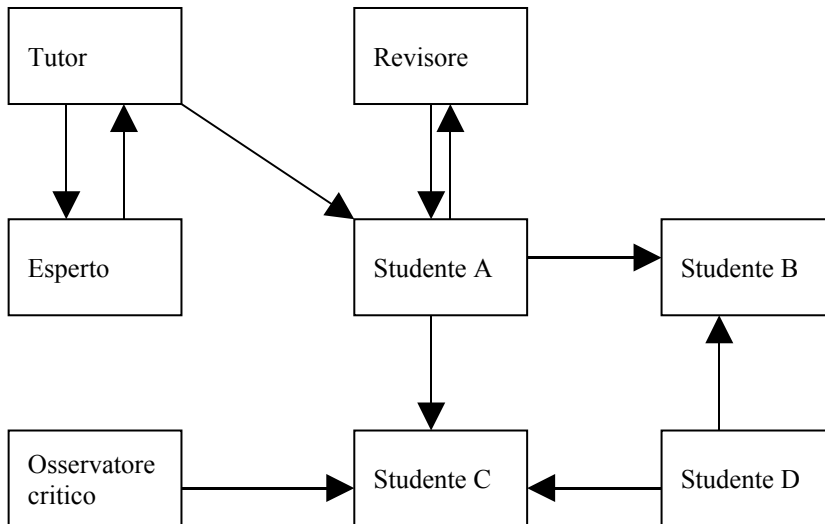 Tutor
Revisore
Esperto
Studente A
Studente B
Osservatore
critico
Studente C
Studente D